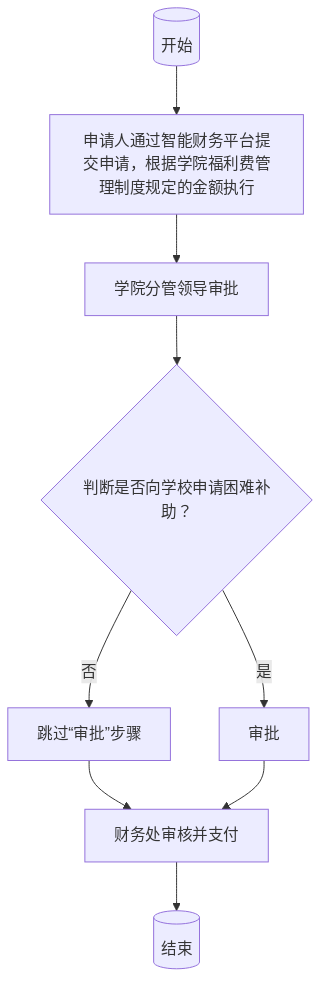 开始
申请人通过智能财务平台提
交申请，根据学院福利费管
理制度规定的金额执行
学院分管领导审批
判断是否向学校申请困难补
助？
否
是
跳过“审批”步骤
审批
财务处审核并支付
结束